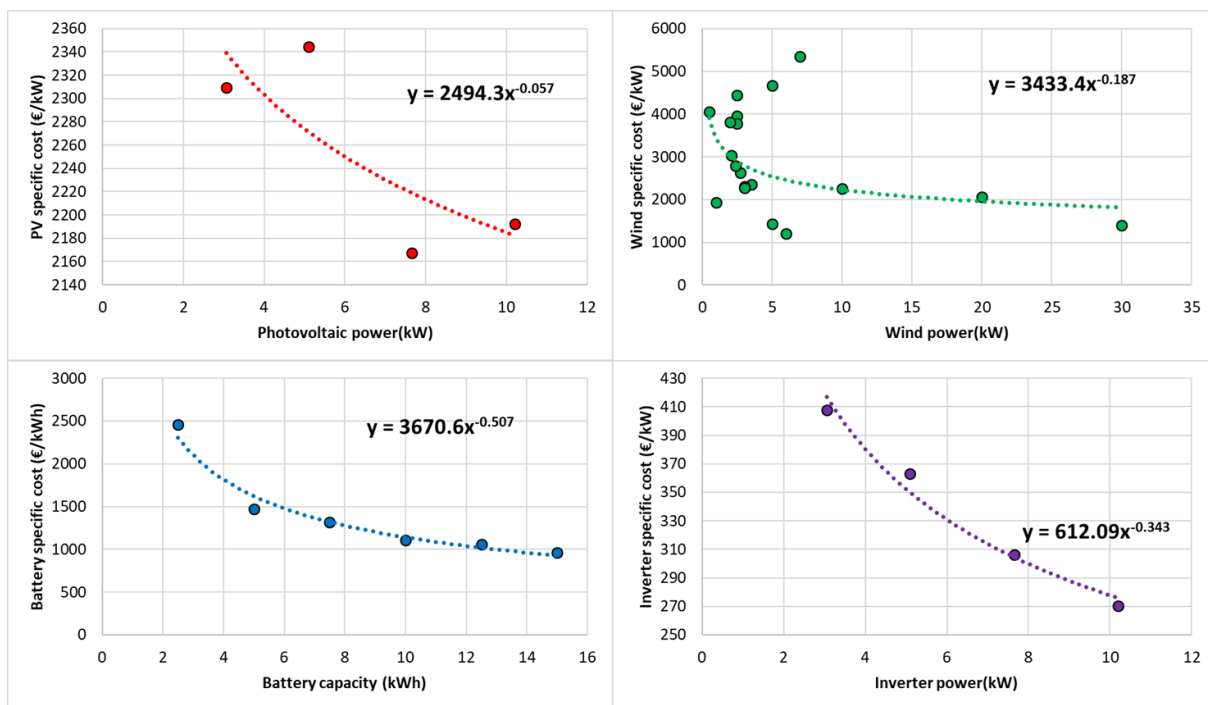 2360
2340
2320
2300
2280
2260
2240
2220
2200
2180
2160
2140
0 2 4 6 8 10 12
PV specific cost (€/kW)
Photovoltaic power(kW)
y = 2494.3x^-0.057
6000
5000
4000
3000
2000
1000
0
0 5 10 15 20 25 30 35
Wind specific cost (€/kW)
Wind power(kW)
y = 3433.4x^-0.187
3000
2500
2000
1500
1000
500
0
0 2 4 6 8 10 12 14 16
Battery specific cost (€/kWh)
Battery capacity (kWh)
y = 3670.6x^-0.507
430
410
390
370
350
330
310
290
270
250
0 2 4 6 8 10 12
Inverter specific cost (€/kW)
Inverter power(kW)
y = 612.09x^-0.343